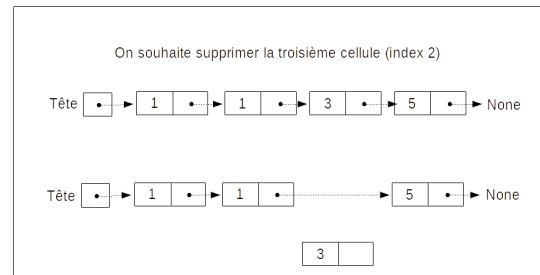 On souhaite supprimer la troisième cellule (index 2)
Tête 1 1 3 5 None
Tête 1 1 5 None
3